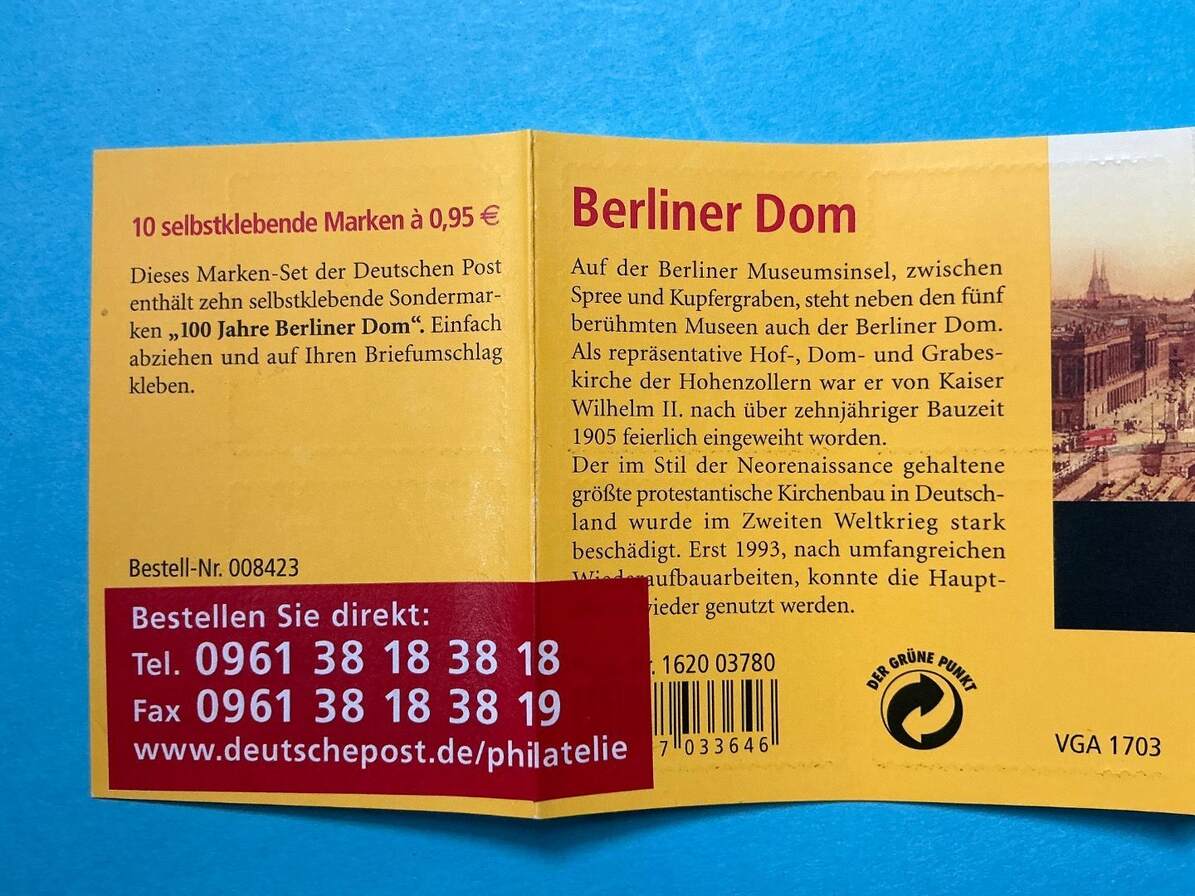 10 selbstklebende Marken à 0,95 €
Dieses Marken-Set der Deutschen Post
enthält zehn selbstklebende Sondermar-
ken „100 Jahre Berliner Dom“. Einfach
abziehen und auf Ihren Briefumschlag
kleben.
Bestell-Nr. 008423
Bestellen Sie direkt:
Tel. 0961 38 18 38 18
Fax 0961 38 18 38 19
www.deutschepost.de/philatelie
Berliner Dom
Auf der Berliner Museumsinsel, zwischen
Spree und Kupfergraben, steht neben den fünf
berühmten Museen auch der Berliner Dom.
Als repräsentative Hof-, Dom- und Grabes-
kirche der Hohenzollern war er von Kaiser
Wilhelm II. nach über zehnjähriger Bauzeit
1905 feierlich eingeweiht worden.
Der im Stil der Neorenaissance gehaltene
größte protestantische Kirchenbau in Deutsch-
land wurde im Zweiten Weltkrieg stark
beschädigt. Erst 1993, nach umfangreichen
Wiederaufbauarbeiten, konnte die Haupt-
wieder genutzt werden.
1620 03780
7 033646
DER GRÜNE PUNKT
VGA 1703